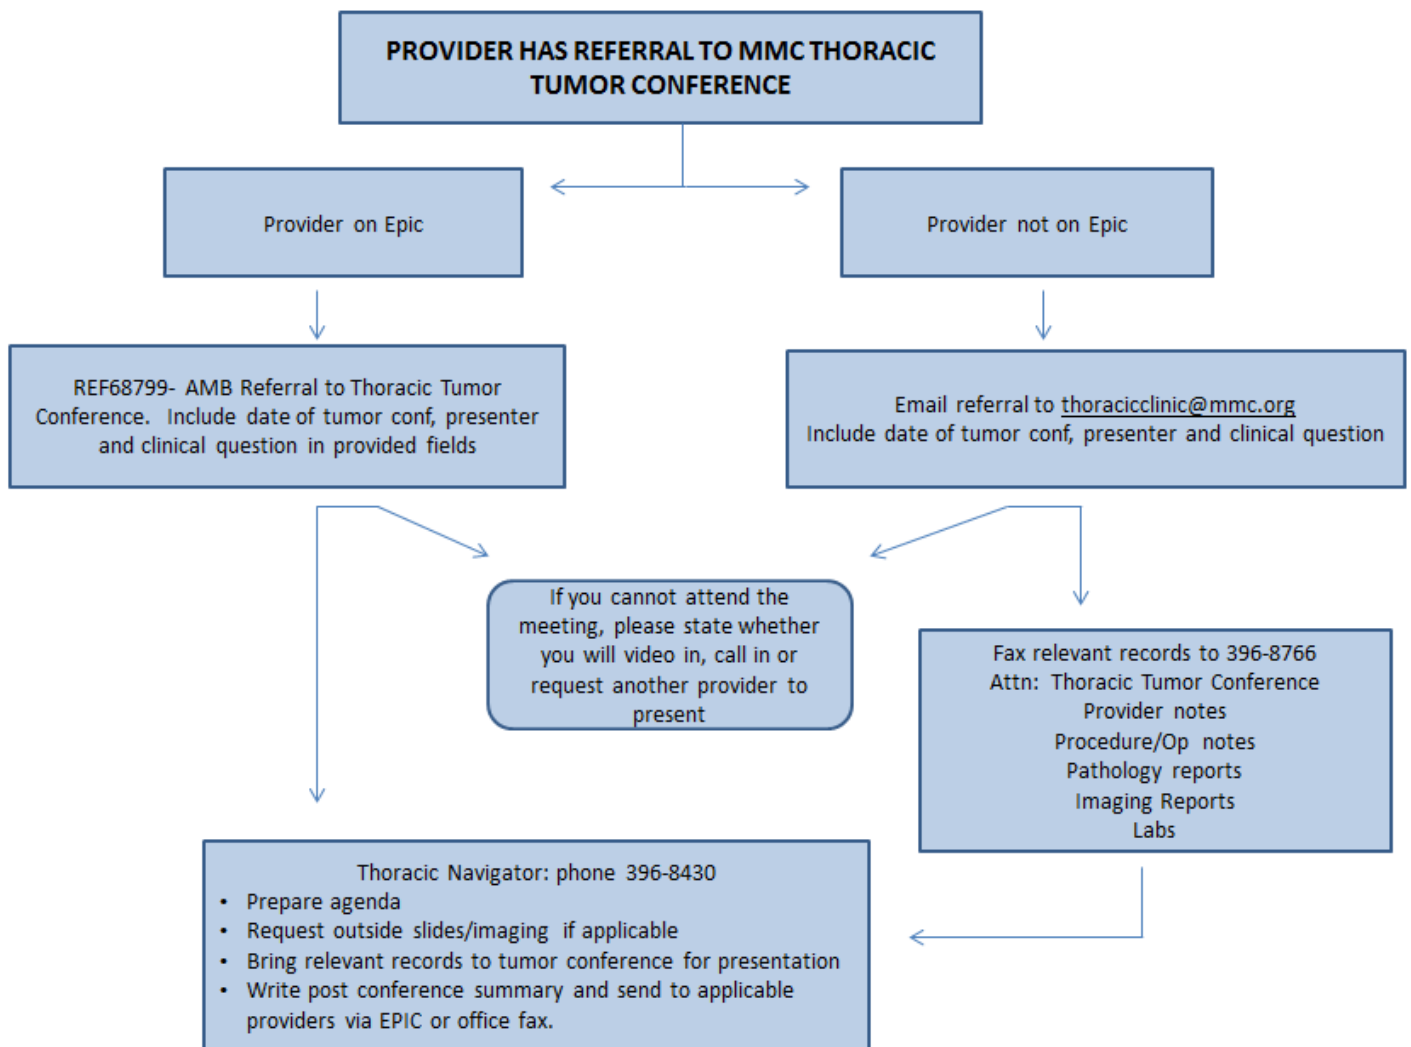 PROVIDER HAS REFERRAL TO MMC THORACIC
TUMOR CONFERENCE
Provider on Epic
Provider not on Epic
REF68799- AMB Referral to Thoracic Tumor
Conference. Include date of tumor conf, presenter
and clinical question in provided fields
Email referral to thoracicclinic@mmc.org
Include date of tumor conf, presenter and clinical question
If you cannot attend the
meeting, please state whether
you will video in, call in or
request another provider to
present
Fax relevant records to 396-8766
Attn: Thoracic Tumor Conference
Provider notes
Procedure/Op notes
Pathology reports
Imaging Reports
Labs
Thoracic Navigator: phone 396-8430
• Prepare agenda
• Request outside slides/imaging if applicable
• Bring relevant records to tumor conference for presentation
• Write post conference summary and send to applicable
providers via EPIC or office fax.